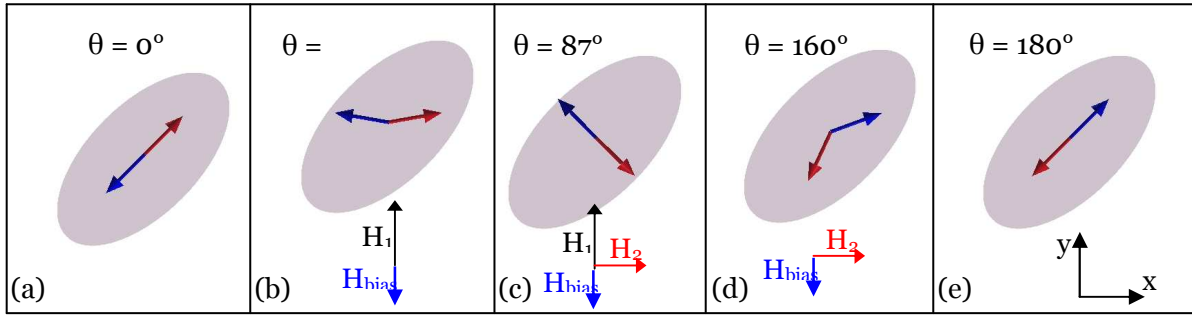 θ = 0°
(a)
θ =
H₁
Hbias
(b)
θ = 87°
H₁
H₂
Hbias
(c)
θ = 160°
H₂
Hbias
(d)
θ = 180°
y
x
(e)